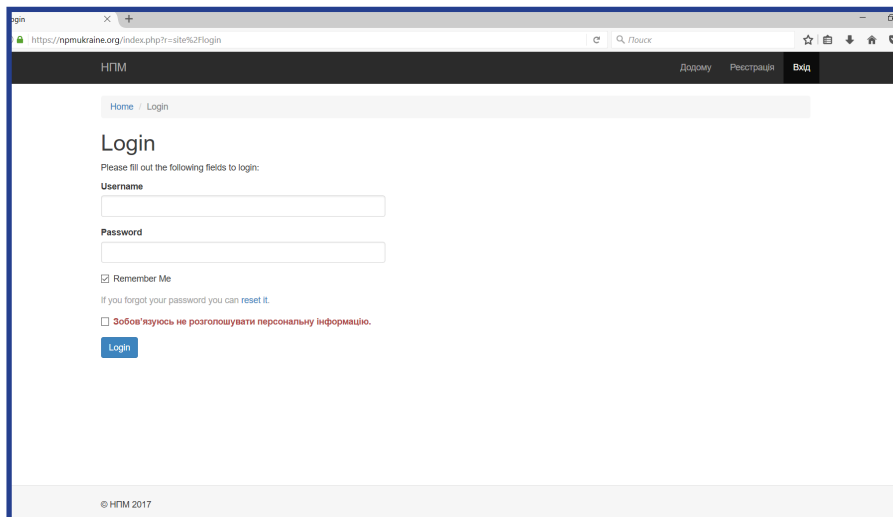 ogin
https://npmukraine.org/index.php?r=site%2Flogin
Поиск
НПМ
Додому Реєстрація Вхід
Home / Login
Login
Please fill out the following fields to login:
Username
Password
Remember Me
If you forgot your password you can reset it.
Зобов'язуюсь не розголошувати персональну інформацію.
Login
© НПМ 2017